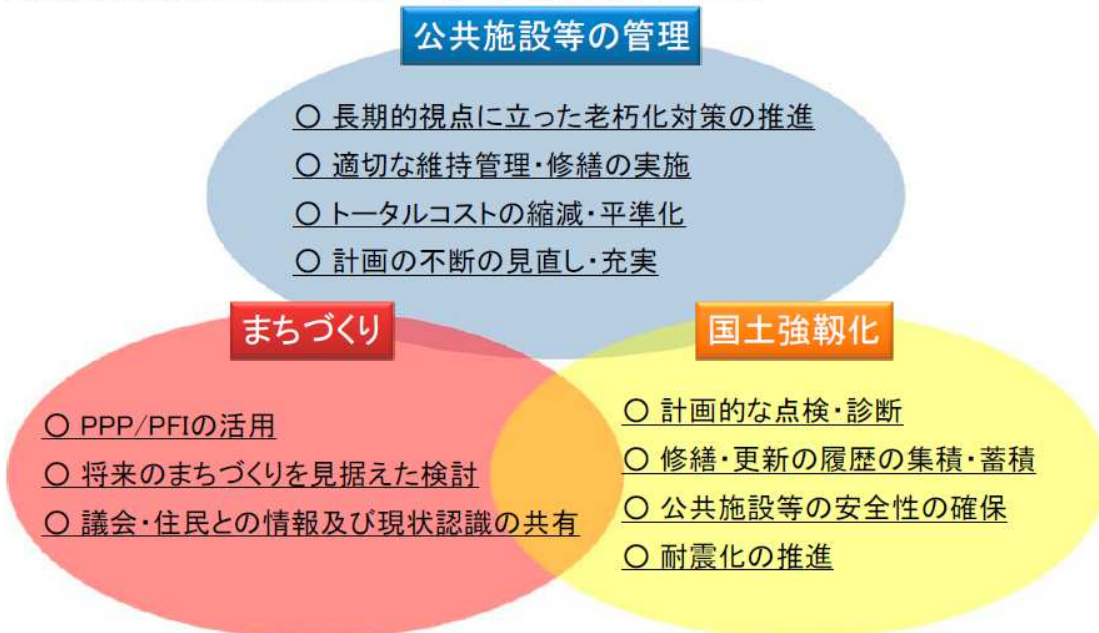 公共施設等の管理
○ 長期的視点に立った老朽化対策の推進
○ 適切な維持管理・修繕の実施
○ トータルコストの縮減・平準化
○ 計画の不断の見直し・充実
まちづくり
○ PPP/PFIの活用
○ 将来のまちづくりを見据えた検討
○ 議会・住民との情報及び現状認識の共有
国土強靱化
○ 計画的な点検・診断
○ 修繕・更新の履歴の集積・蓄積
○ 公共施設等の安全性の確保
○ 耐震化の推進